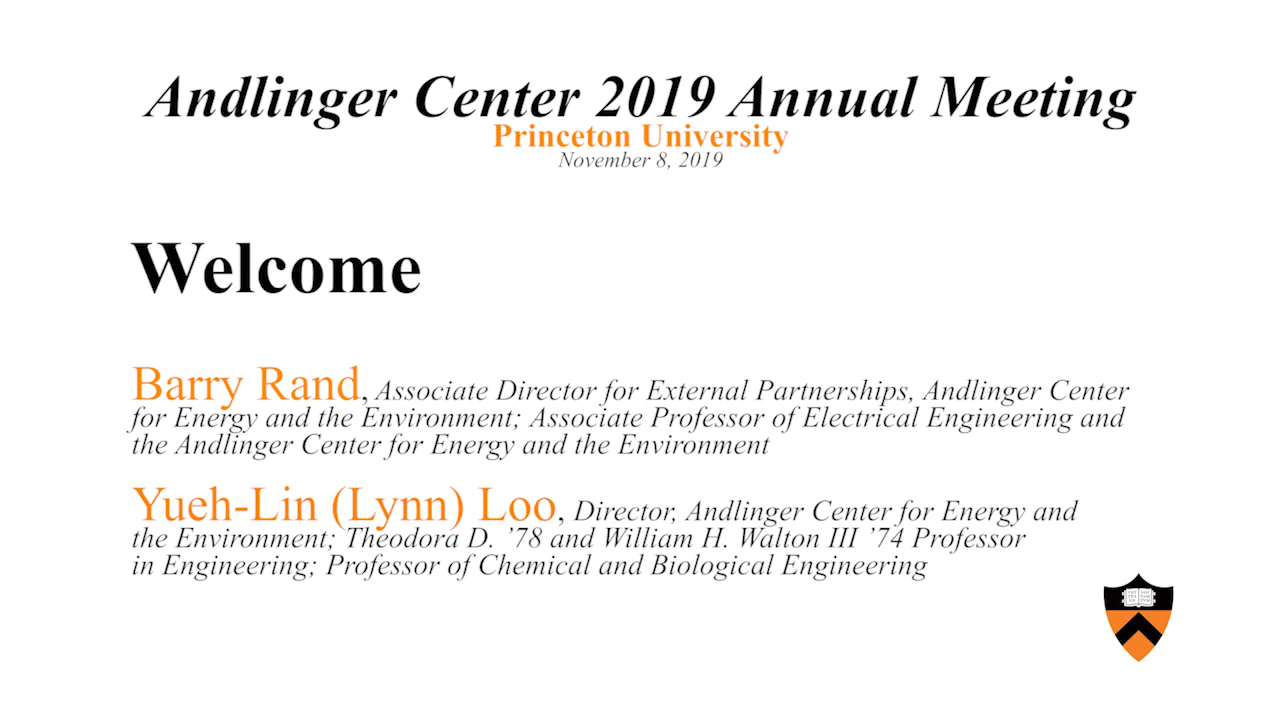 Andlinger Center 2019 Annual Meeting
Princeton University
November 8, 2019
Welcome
Barry Rand, Associate Director for External Partnerships, Andlinger Center
for Energy and the Environment; Associate Professor of Electrical Engineering and
the Andlinger Center for Energy and the Environment
Yueh-Lin (Lynn) Loo, Director, Andlinger Center for Energy and
the Environment; Theodora D. ’78 and William H. Walton III ’74 Professor
in Engineering; Professor of Chemical and Biological Engineering